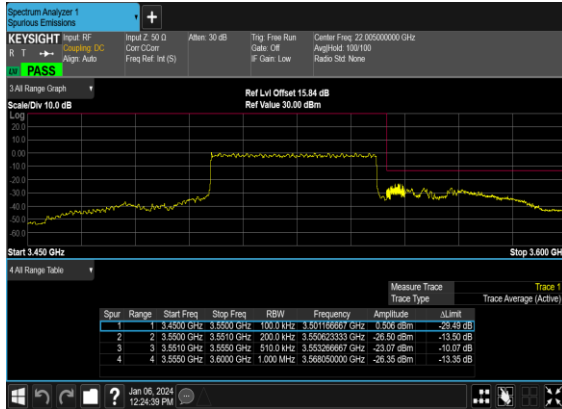 Spectrum Analyzer 1
Spurious Emissions
+
KEYSIGHT Input: RF Input Z: 50 Ω Atten: 30 dB Trig: Free Run Center Freq: 22.005000000 GHz
R T Coupling: DC Corr CCorr Gate: Off Avg|Hold: 100/100
Align: Auto Freq Ref: Int (S) IF Gain: Low Radio Std: None
PASS
3 All Range Graph Ref Lvl Offset 15.84 dB
Scale/Div 10.0 dB Ref Value 30.00 dBm
Log
20.0
10.0
0.00
-10.0
-20.0
-30.0
-40.0
-50.0
-60.0
Start 3.450 GHz Stop 3.600 GH
4 All Range Table
Measure Trace Trace 1
Trace Type Trace Average (Active)
Spur Range Start Freq Stop Freq RBW Frequency Amplitude ΔLimit
1 1 3.4500 GHz 3.5500 GHz 100.0 kHz 3.501166667 GHz 0.506 dBm -29.49 dB
2 2 3.5500 GHz 3.5510 GHz 200.0 kHz 3.550623333 GHz -26.50 dBm -13.50 dB
3 3 3.5510 GHz 3.5550 GHz 510.0 kHz 3.553266667 GHz -23.07 dBm -10.07 dB
4 4 3.5550 GHz 3.6000 GHz 1.000 MHz 3.568050000 GHz -26.35 dBm -13.35 dB
? Jan 06, 2023
12:24:39 PM